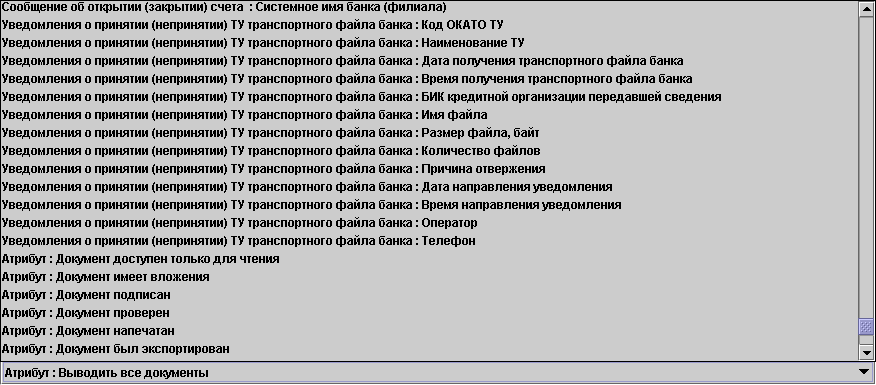 Сообщение об открытии (закрытии) счета : Системное имя банка (филиала)
Уведомления о принятии (непринятии) ТУ транспортного файла банка : Код ОКАТО ТУ
Уведомления о принятии (непринятии) ТУ транспортного файла банка : Наименование ТУ
Уведомления о принятии (непринятии) ТУ транспортного файла банка : Дата получения транспортного файла банка
Уведомления о принятии (непринятии) ТУ транспортного файла банка : Время получения транспортного файла банка
Уведомления о принятии (непринятии) ТУ транспортного файла банка : БИК кредитной организации передавшей сведения
Уведомления о принятии (непринятии) ТУ транспортного файла банка : Имя файла
Уведомления о принятии (непринятии) ТУ транспортного файла банка : Размер файла, байт
Уведомления о принятии (непринятии) ТУ транспортного файла банка : Количество файлов
Уведомления о принятии (непринятии) ТУ транспортного файла банка : Причина отвержения
Уведомления о принятии (непринятии) ТУ транспортного файла банка : Дата направления уведомления
Уведомления о принятии (непринятии) ТУ транспортного файла банка : Время направления уведомления
Уведомления о принятии (непринятии) ТУ транспортного файла банка : Оператор
Уведомления о принятии (непринятии) ТУ транспортного файла банка : Телефон
Атрибут : Документ доступен только для чтения
Атрибут : Документ имеет вложения
Атрибут : Документ подписан
Атрибут : Документ проверен
Атрибут : Документ напечатан
Атрибут : Документ был экспортирован
Атрибут : Выводить все документы